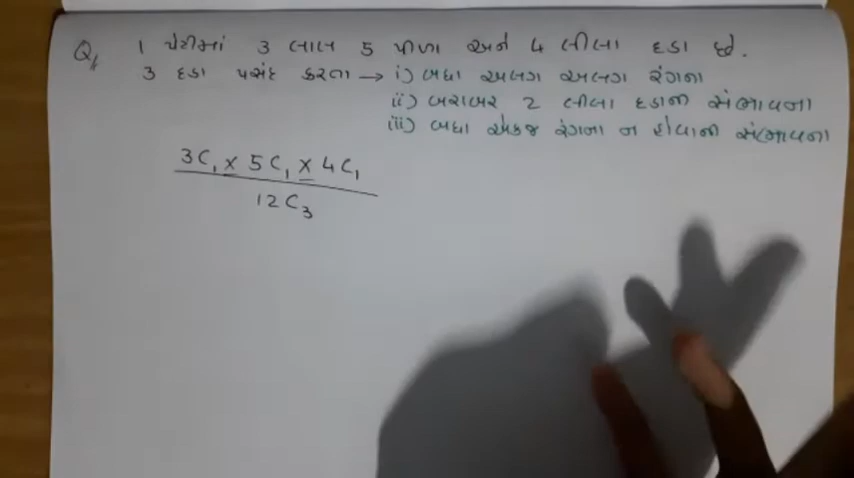 Q, 1 પેટીમાં 3 લાલ 5 પીળા અને 4 લીલા દડા છે.
3 દડા પસંદ કરતા → i) બધા અલગ અલગ રંગના
ii) બરાબર 2 લીલા દડાની સંભાવના
iii) બધા એકજ રંગના ન હોવાની સંભાવના
3C₁ × 5C₁ × 4C₁
12C₃